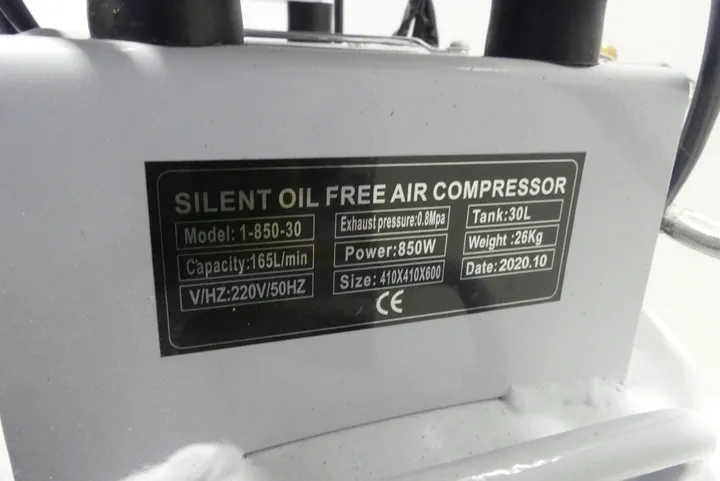 SILENT OIL FREE AIR COMPRESSOR
Model: 1-850-30
Exhaust pressure:0.8Mpa
Tank:30L
Capacity:165L/min
Power:850W
Weight :26Kg
V/HZ:220V/50HZ
Size: 410X410X600
Date: 2020.10
CE